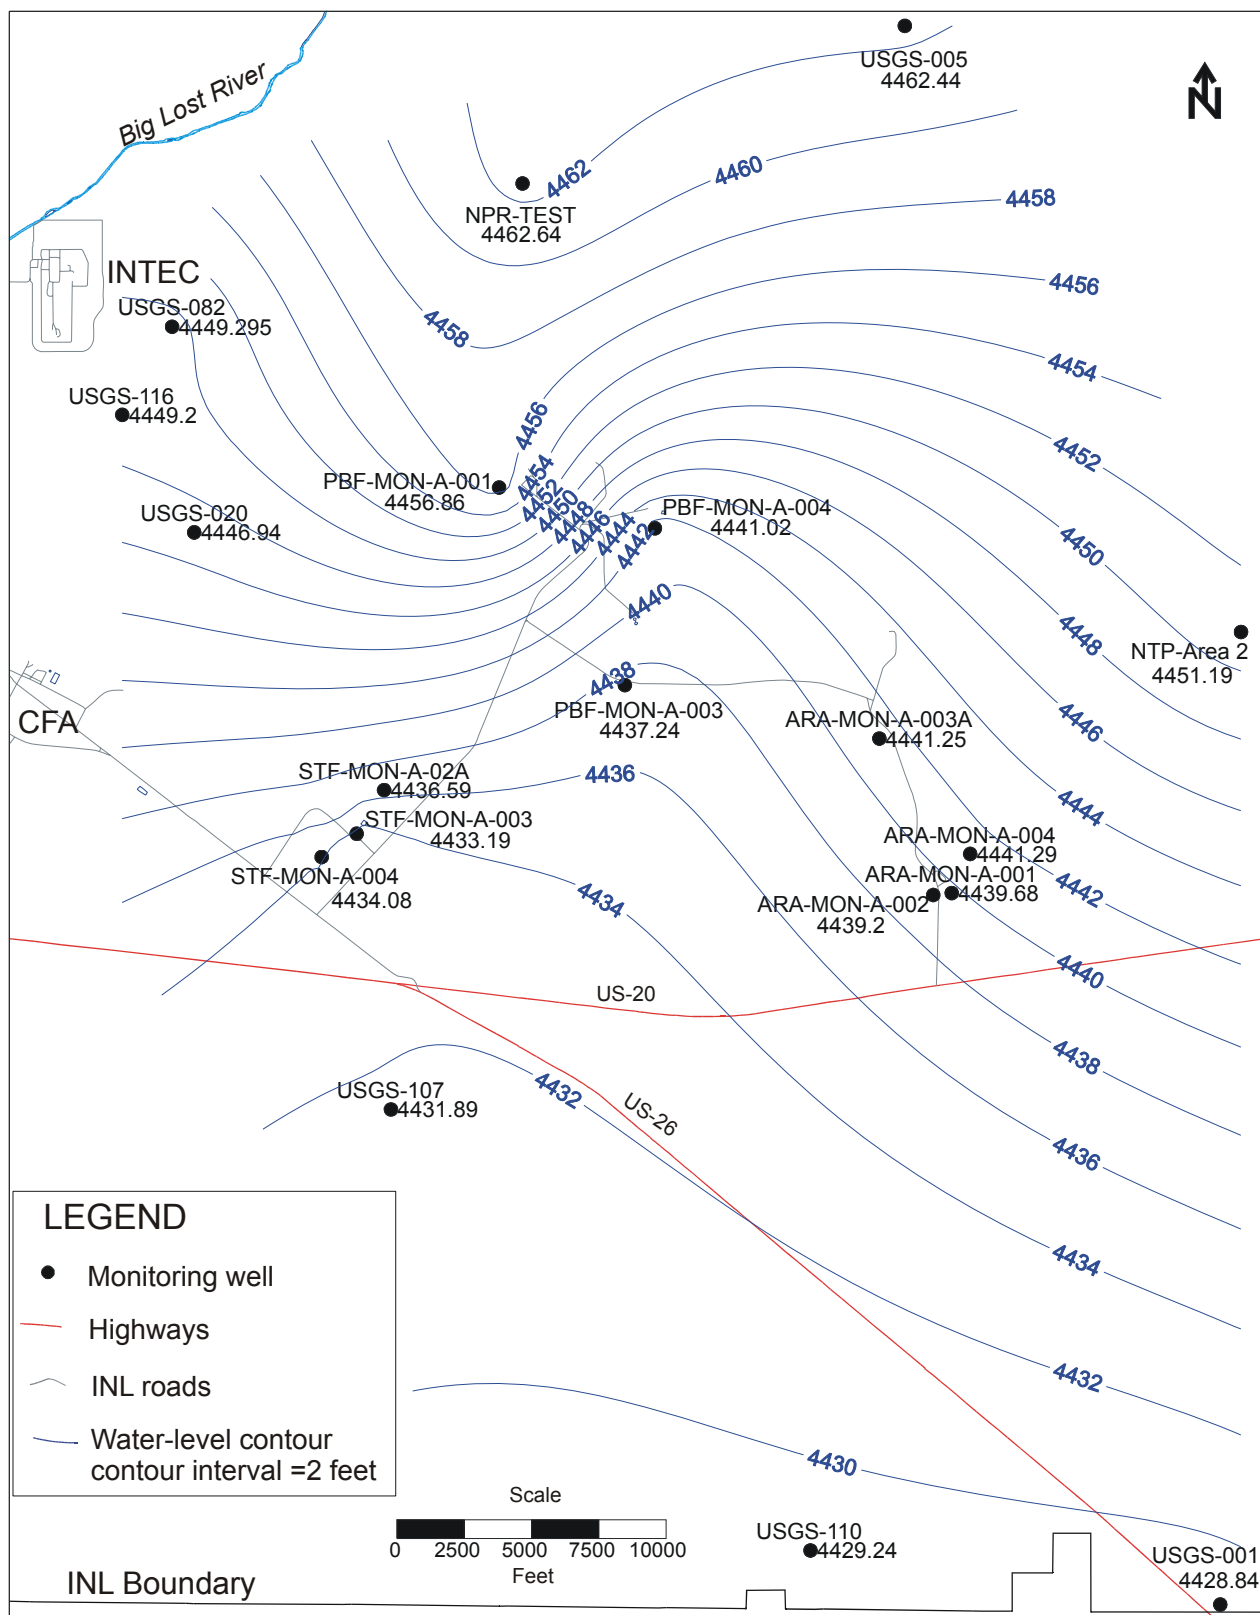 USGS-005
4462.44
N
Big Lost River
4462
4460
NPR-TEST
4462.64
4458
4456
INTEC
USGS-082
4449.295
4458
4454
USGS-116
4449.2
4456
4452
PBF-MON-A-001
4456.86
4454
4452
4450
4448
4446
4444
4442
PBF-MON-A-004
4441.02
USGS-020
4446.94
4450
4440
4448
NTP-Area 2
4451.19
4438
PBF-MON-A-003
4437.24
ARA-MON-A-003A
4441.25
4446
CFA
STF-MON-A-02A
4436.59
4436
STF-MON-A-003
4433.19
4444
ARA-MON-A-004
4441.29
STF-MON-A-004
4434.08
4434
ARA-MON-A-001
4439.68
ARA-MON-A-002
4439.2
4442
4440
US-20
4438
USGS-107
4431.89
4432
US-26
4436
4434
4432
4430
LEGEND
Monitoring well
Highways
INL roads
Water-level contour
contour interval =2 feet
Scale
0 2500 5000 7500 10000
Feet
USGS-110
4429.24
USGS-001
4428.84
INL Boundary